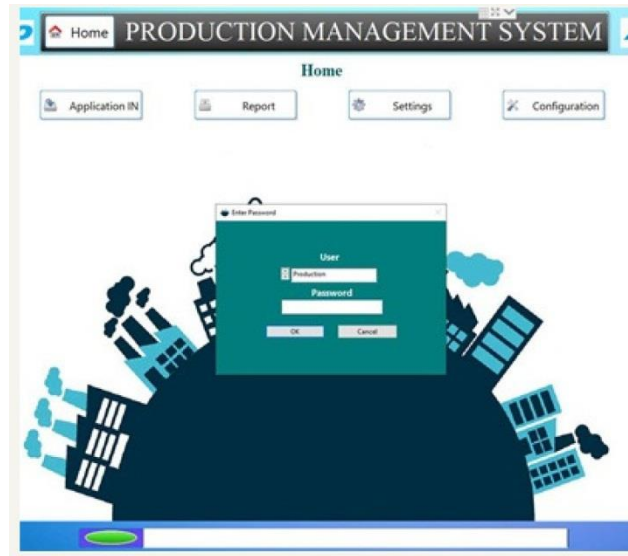 Home PRODUCTION MANAGEMENT SYSTEM
Home
Application IN Report Settings Configuration
Enter Password
User
Production
Password
OK Cancel